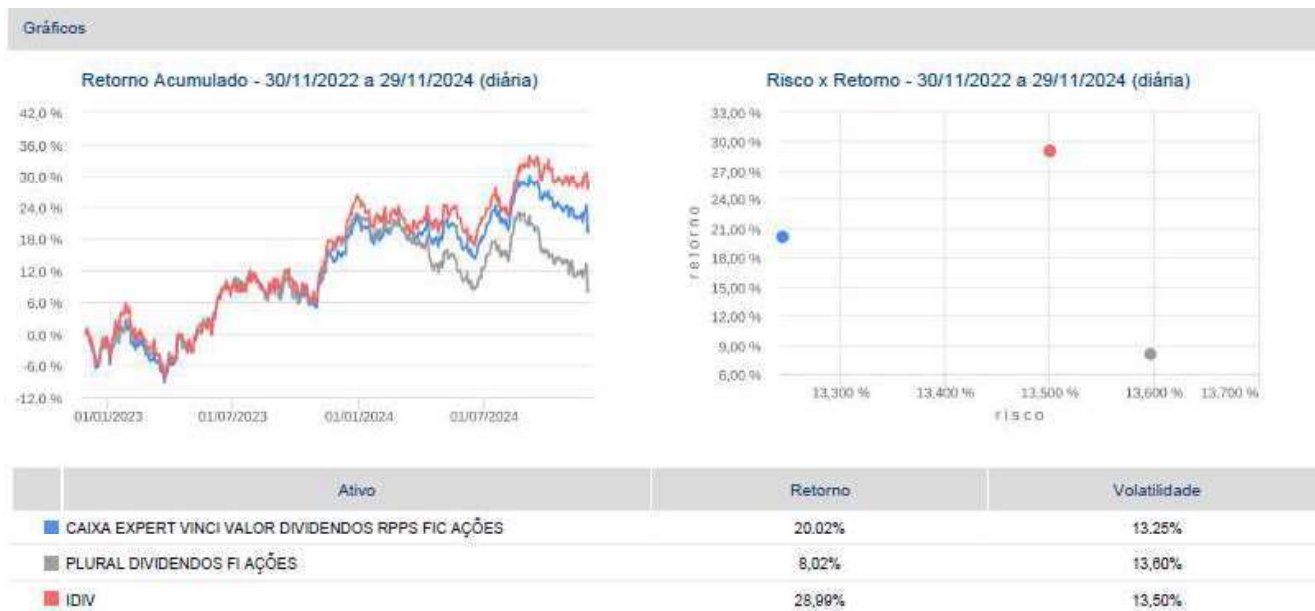 Gráficos
Retorno Acumulado - 30/11/2022 a 29/11/2024 (diária)
42,0 %
36,0 %
30,0 %
24,0 %
18,0 %
12,0 %
6,0 %
0,0 %
-6,0 %
-12,0 %
01/01/2023 01/07/2023 01/01/2024 01/07/2024
Risco x Retorno - 30/11/2022 a 29/11/2024 (diária)
retorno
33,00 %
30,00 %
27,00 %
24,00 %
21,00 %
18,00 %
15,00 %
12,00 %
9,00 %
6,00 %
13,300 % 13,400 % 13,500 % 13,600 % 13,700 %
risco
Ativo Retorno Volatilidade
CAIXA EXPERT VINCI VALOR DIVIDENDOS RPPS FIC AÇÕES 20,02% 13,25%
PLURAL DIVIDENDOS FI AÇÕES 8,02% 13,60%
IDIV 28,99% 13,50%